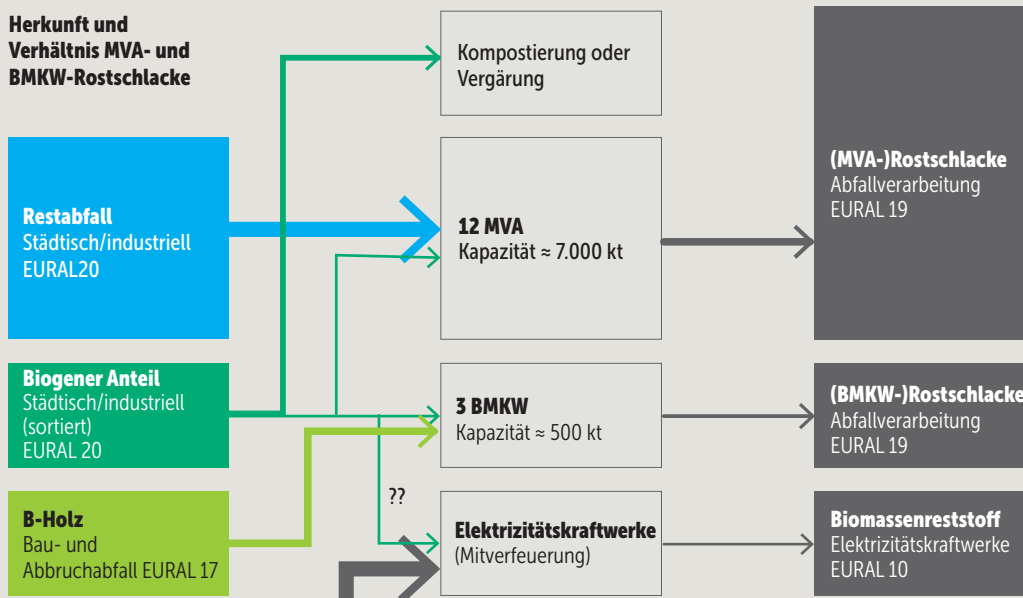 Herkunft und
Verhältnis MVA- und
BMKW-Rostschlacke
Kompostierung oder
Vergärung
Restabfall
Städtisch/industriell
EURAL20
12 MVA
Kapazität ≈ 7.000 kt
(MVA-)Rostschlacke
Abfallverarbeitung
EURAL 19
Biogener Anteil
Städtisch/industriell
(sortiert)
EURAL 20
3 BMKW
Kapazität ≈ 500 kt
(BMKW-)Rostschlacke
Abfallverarbeitung
EURAL 19
B-Holz
Bau- und
Abbruchabfall EURAL 17
??
Elektrizitätskraftwerke
(Mitverfeuerung)
Biomassenreststoff
Elektrizitätskraftwerke
EURAL 10